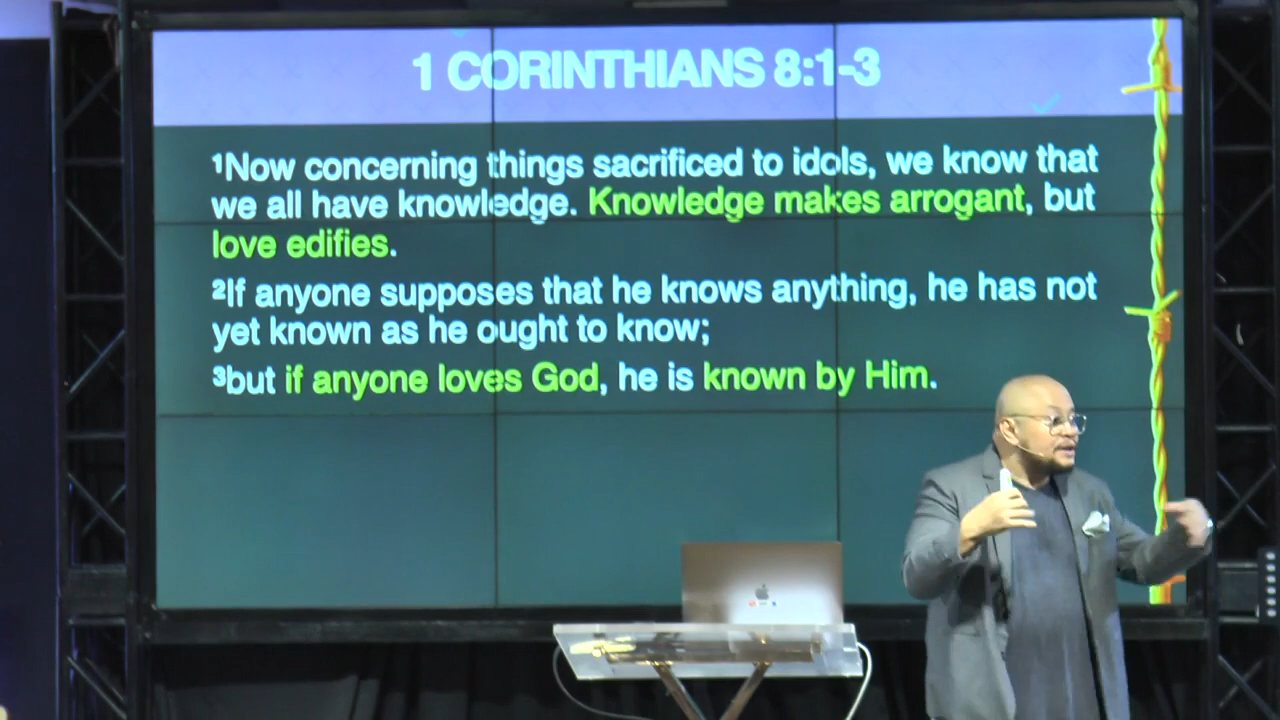 1 CORINTHIANS 8:1-3
¹Now concerning things sacrificed to idols, we know that
we all have knowledge. Knowledge makes arrogant, but
love edifies.
²If anyone supposes that he knows anything, he has not
yet known as he ought to know;
³but if anyone loves God, he is known by Him.